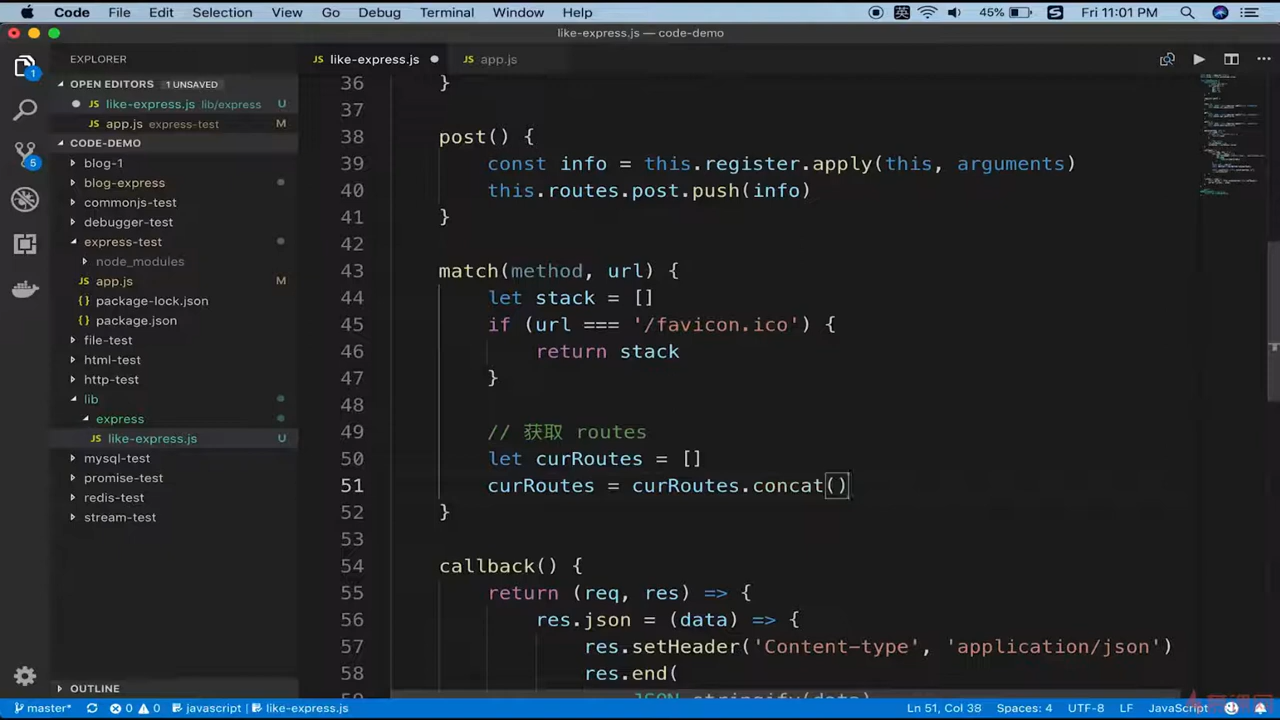 Code File Edit Selection View Go Debug Terminal Window Help 英 45% S Fri 11:01 PM
like-express.js — code-demo
EXPLORER
OPEN EDITORS 1 UNSAVED
like-express.js lib/express U
app.js express-test M
CODE-DEMO
blog-1
blog-express
commonjs-test
debugger-test
express-test
node_modules
app.js M
package-lock.json
package.json
file-test
html-test
http-test
lib
express
like-express.js U
mysql-test
promise-test
redis-test
stream-test
OUTLINE
1
5
like-express.js
app.js
36 }
37
38 post() {
39 const info = this.register.apply(this, arguments)
40 this.routes.post.push(info)
41 }
42
43 match(method, url) {
44 let stack = []
45 if (url === '/favicon.ico') {
46 return stack
47 }
48
49 // 获取 routes
50 let curRoutes = []
51 curRoutes = curRoutes.concat()
52 }
53
54 callback() {
55 return (req, res) => {
56 res.json = (data) => {
57 res.setHeader('Content-type', 'application/json')
58 res.end(
59 JSON.stringify(data)
master* 0 0 javascript | like-express.js Ln 51, Col 38 Spaces: 4 UTF-8 LF JavaScript